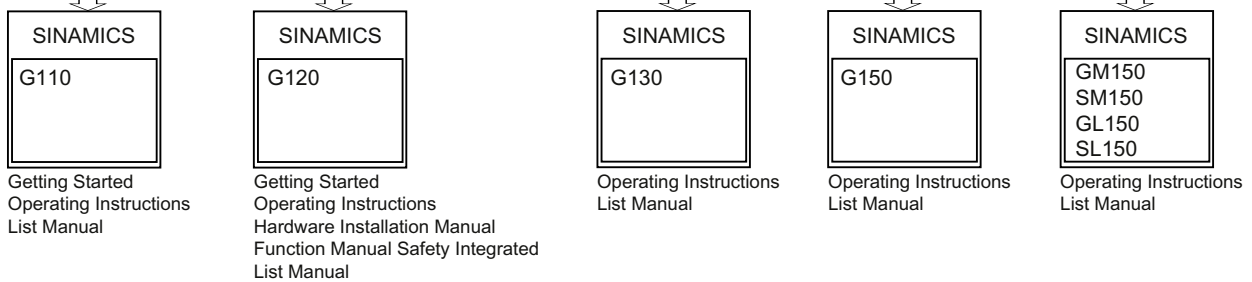 SINAMICS
G110
Getting Started
Operating Instructions
List Manual
SINAMICS
G120
Getting Started
Operating Instructions
Hardware Installation Manual
Function Manual Safety Integrated
List Manual
SINAMICS
G130
Operating Instructions
List Manual
SINAMICS
G150
Operating Instructions
List Manual
SINAMICS
GM150
SM150
GL150
SL150
Operating Instructions
List Manual